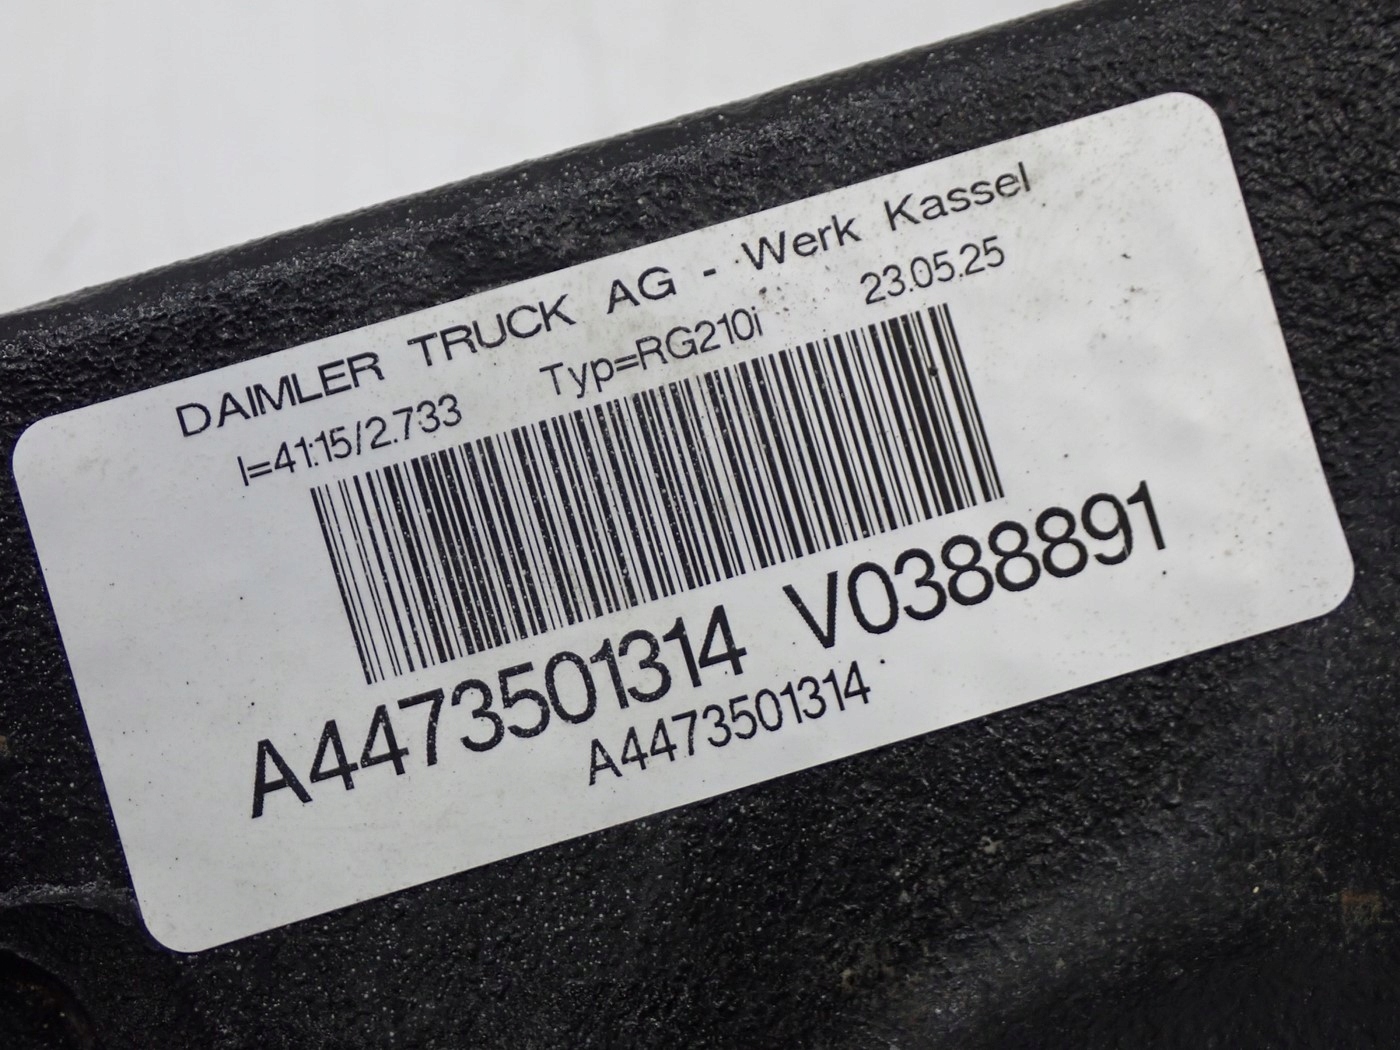 DAIMLER TRUCK AG - Werk Kassel
I=41:15/2.733 Typ=RG210i 23.05.25
A4473501314 V0388891
A4473501314